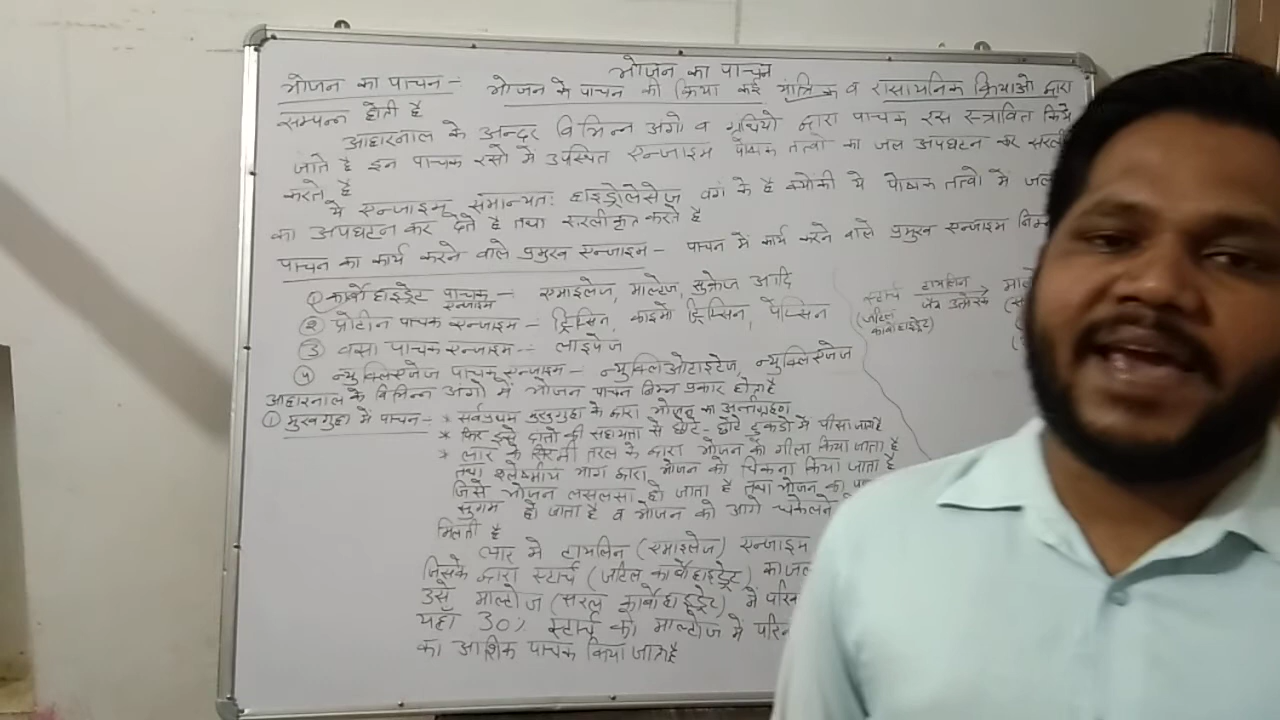 भोजन का पाचन
भोजन का पाचन - भोजन के पाचन की क्रिया कई यांत्रिक व रासायनिक क्रियाओ द्वारा
सम्पन्न होती है
आहारनाल के अन्दर विभिन्न अंगो व ग्रंथियो द्वारा पाचक रस स्त्रावित किये
जाते है इन पाचक रसो में उपस्थित एन्जाइम पोषक तत्वो का जल अपघटन कर सरली
करते है
ये एन्जाइम समान्यतः हाइड्रोलेसेज वर्ग के है क्योंकी ये पोषक तत्वो में जल
का अपघटन कर देते है तथा सरलीकृत करते है
पाचन का कार्य करने वाले प्रमुख एन्जाइम - पाचन में कार्य करने वाले प्रमुख एन्जाइम निम्न
① कार्बोहाइड्रेट पाचक एन्जाइम - एमाइलेज, माल्टेज, सुक्रेज आदि
② प्रोटीन पाचक एन्जाइम - ट्रिप्सिन, काइमो ट्रिप्सिन, पेप्सिन
③ वसा पाचक एन्जाइम -- लाइपेज
④ न्युक्लिएजेज पाचक एन्जाइम - न्युक्लिओटाइडेज, न्युक्लिएजेज
स्टार्च टायलिन
(जटिल कार्बोहाइड्रेट)
आहारनाल के विभिन्न अंगो में भोजन पाचन निम्न प्रकार होता है
① मुखगुहा मे पाचन - * सर्वप्रथम मुखगुहा के द्वारा भोजन का अन्तर्ग्रहण
* फिर इसे दातो की सहायता से छोटे - छोटे टुकडो में पीसा जाता है
* लार के तरल के द्वारा भोजन को गीला किया जाता है
तथा श्लेष्मीय भाग द्वारा भोजन को चिकना किया जाता है
जिसे भोजन लसलसा हो जाता है तथा भोजन का
सुगम हो जाता है व भोजन को आगे धकेलने
मिलती है
लार मे टायलिन (एमाइलेज) एन्जाइम
जिसके द्वारा स्टार्च (जटिल कार्बोहाइड्रेट) का जल
उसे माल्टोज (सरल कार्बोहाइड्रेट) में
यहाँ 30% स्टार्च को माल्टोज मे
का आंशिक पाचक किया जाता है